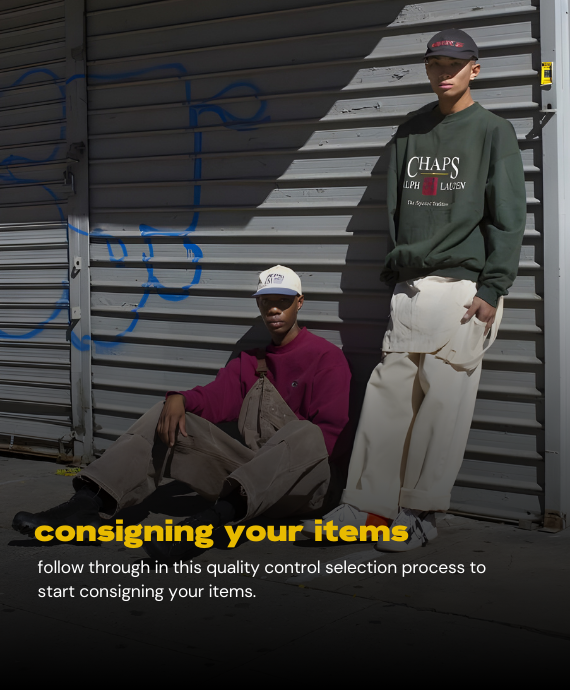 CHAPS
RALPH LAUREN
consigning your items
follow through in this quality control selection process to
start consigning your items.